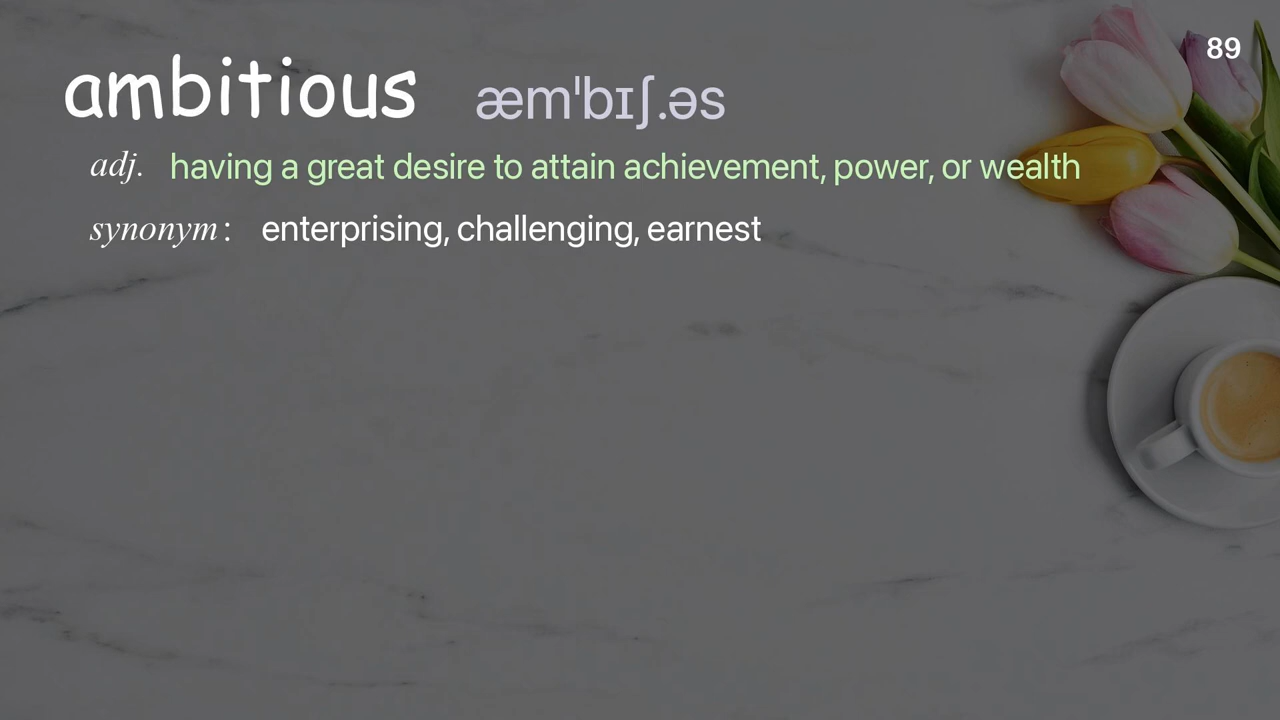 89
ambitious æm'bɪʃ.əs
adj. having a great desire to attain achievement, power, or wealth
synonym: enterprising, challenging, earnest